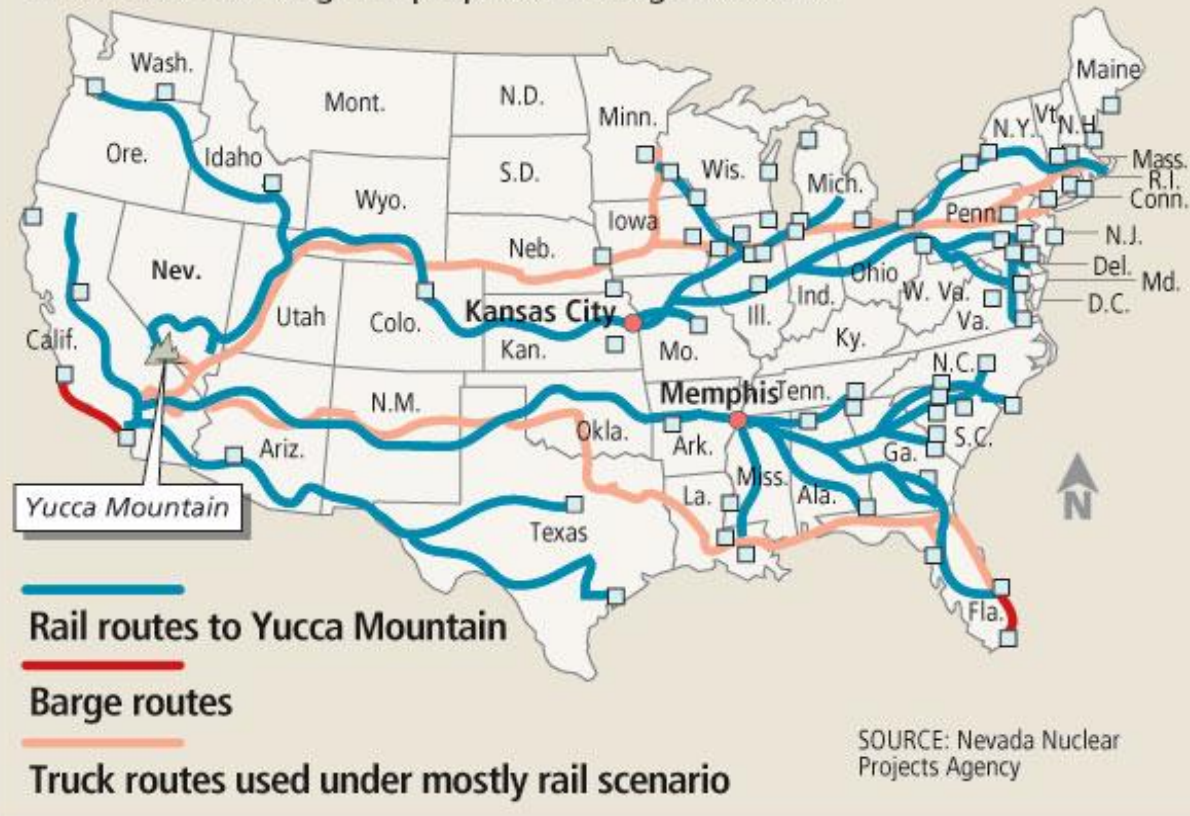 Wash.
Maine
Mont.
N.D.
Minn.
Vt.
N.H.
N.Y.
Ore.
Idaho
S.D.
Wis.
Mich.
Mass.
R.I.
Conn.
Wyo.
Iowa
Penn.
N.J.
Nev.
Neb.
Ohio
Del.
Md.
Utah
Colo.
Kansas City
Ill.
Ind.
W. Va.
Va.
D.C.
Calif.
Kan.
Mo.
Ky.
N.C.
N.M.
Memphis
Tenn.
Ariz.
Okla.
Ark.
S.C.
Ga.
Miss.
Ala.
La.
Yucca Mountain
Texas
N
Fla.
Rail routes to Yucca Mountain
Barge routes
Truck routes used under mostly rail scenario
SOURCE: Nevada Nuclear
Projects Agency